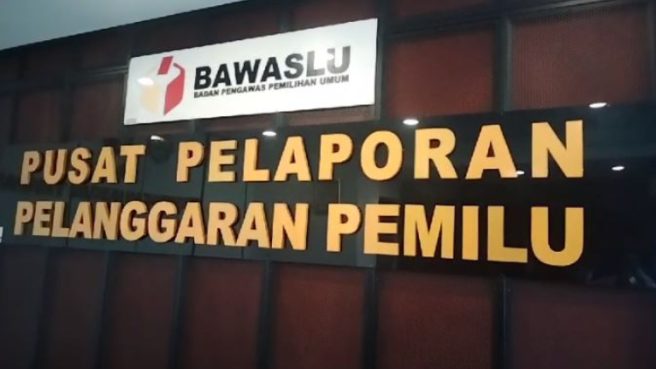 BAWASLU
BADAN PENGAWAS PEMILIHAN UMUM
PUSAT PELAPORAN
PELANGGARAN PEMILU